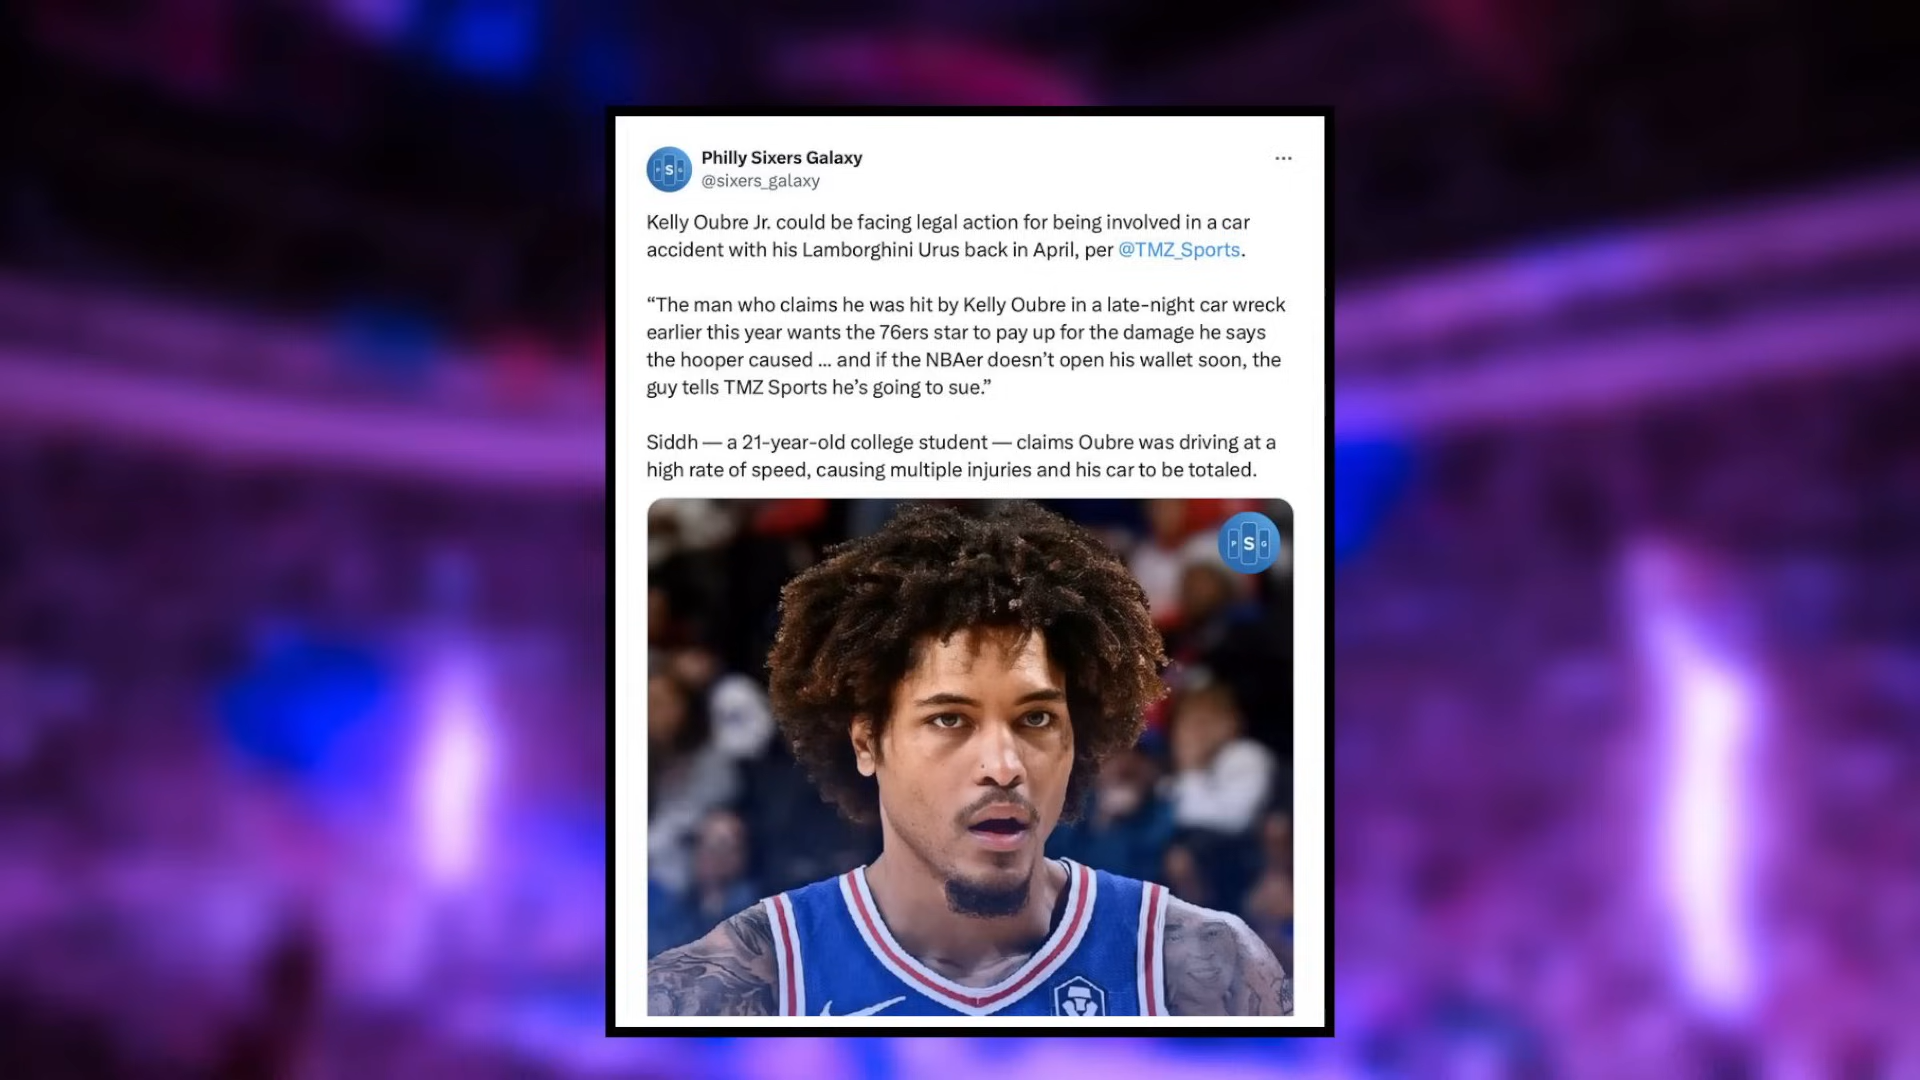 Philly Sixers Galaxy
@sixers_galaxy
Kelly Oubre Jr. could be facing legal action for being involved in a car
accident with his Lamborghini Urus back in April, per @TMZ_Sports.
“The man who claims he was hit by Kelly Oubre in a late-night car wreck
earlier this year wants the 76ers star to pay up for the damage he says
the hooper caused ... and if the NBAer doesn’t open his wallet soon, the
guy tells TMZ Sports he’s going to sue.”
Siddh — a 21-year-old college student — claims Oubre was driving at a
high rate of speed, causing multiple injuries and his car to be totaled.
P S G
P S G